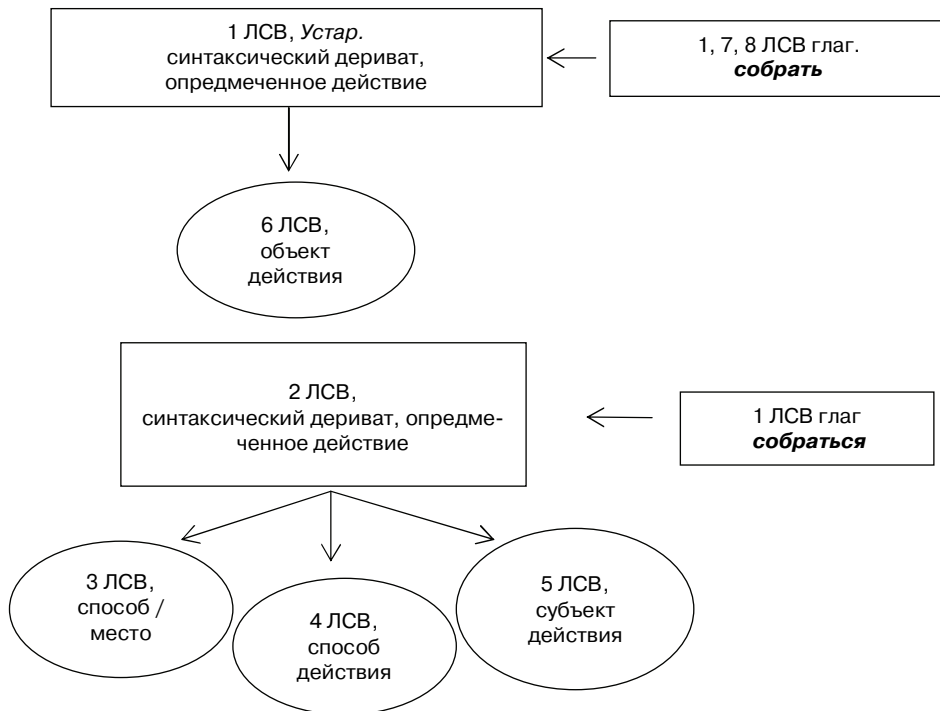 1 ЛСВ, Устар.
синтаксический дериват,
опредмеченное действие
1, 7, 8 ЛСВ глаг.
собрать
6 ЛСВ,
объект
действия
2 ЛСВ,
синтаксический дериват, опредме-
ченное действие
1 ЛСВ глаг
собраться
3 ЛСВ,
способ /
место
4 ЛСВ,
способ
действия
5 ЛСВ,
субъект
действия